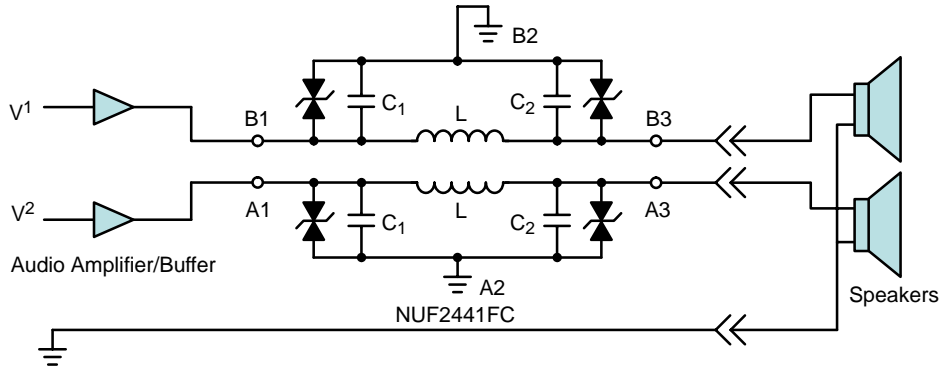 B2
V1
C1
C2
B1
L
B3
V2
A1
L
A3
C1
C2
Audio Amplifier/Buffer
A2
Speakers
NUF2441FC